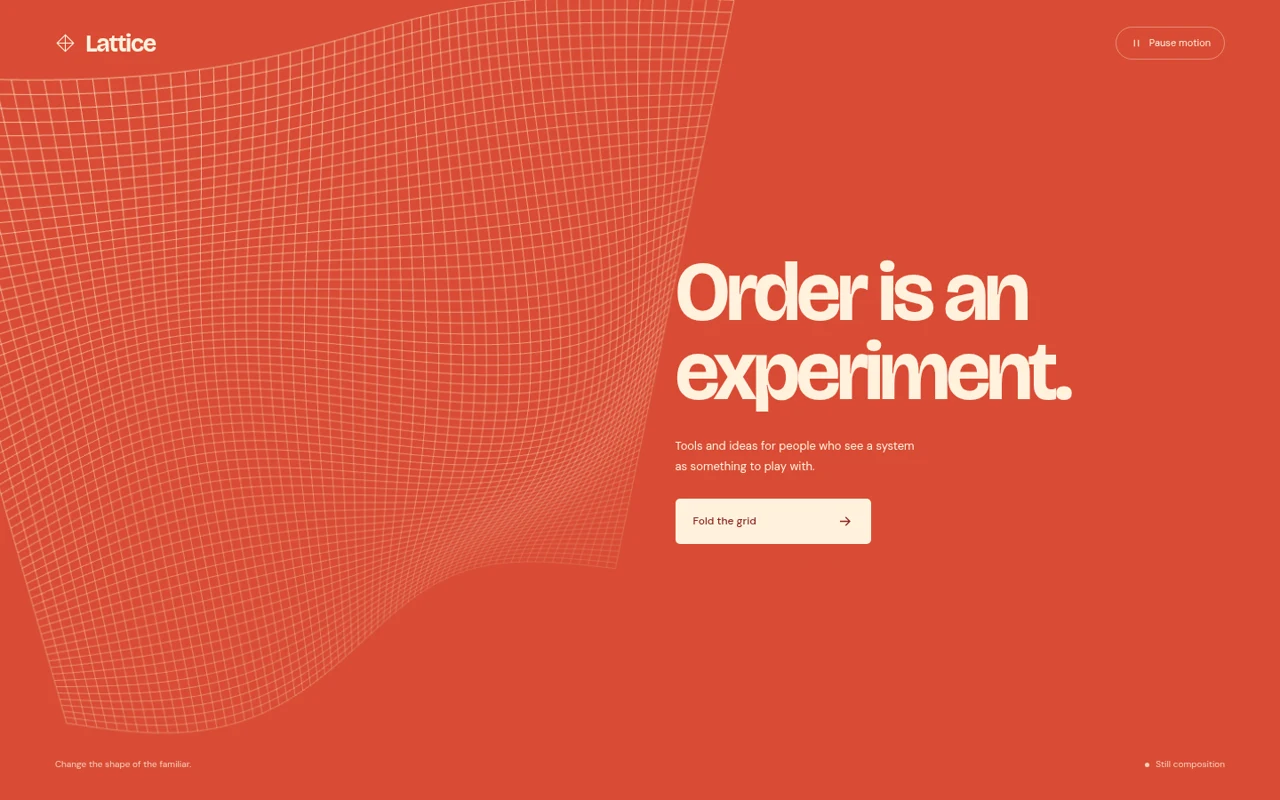 Lattice
Pause motion
Order is an
experiment.
Tools and ideas for people who see a system
as something to play with.
Fold the grid
Change the shape of the familiar.
Still composition